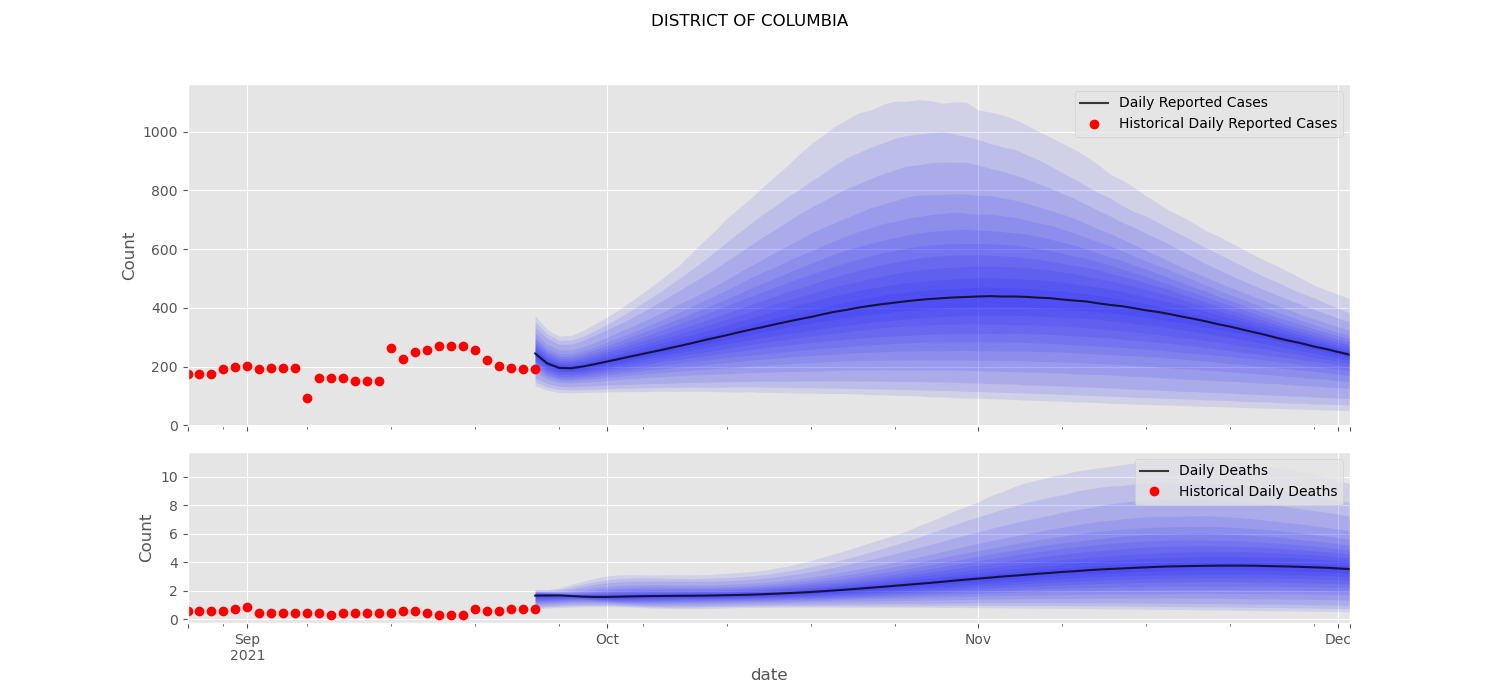 DISTRICT OF COLUMBIA
Daily Reported Cases
Historical Daily Reported Cases
1000
800
600
400
200
0
Count
Daily Deaths
Historical Daily Deaths
10
8
6
4
2
0
Count
Sep
2021
Oct
Nov
Dec
date